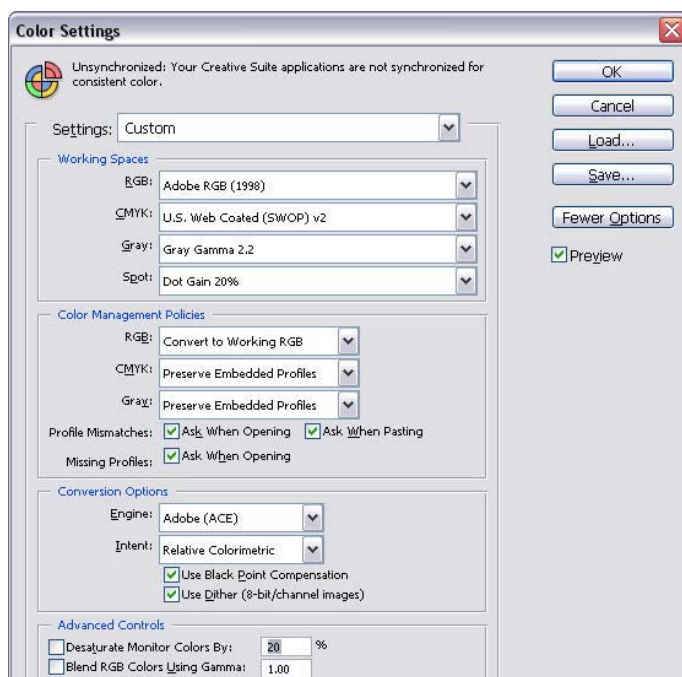 Color Settings
Unsynchronized: Your Creative Suite applications are not synchronized for
consistent color.
OK
Cancel
Load...
Save...
Fewer Options
Preview
Settings: Custom
Working Spaces
RGB: Adobe RGB (1998)
CMYK: U.S. Web Coated (SWOP) v2
Gray: Gray Gamma 2.2
Spot: Dot Gain 20%
Color Management Policies
RGB: Convert to Working RGB
CMYK: Preserve Embedded Profiles
Gray: Preserve Embedded Profiles
Profile Mismatches: Ask When Opening Ask When Pasting
Missing Profiles: Ask When Opening
Conversion Options
Engine: Adobe (ACE)
Intent: Relative Colorimetric
Use Black Point Compensation
Use Dither (8-bit/channel images)
Advanced Controls
Desaturate Monitor Colors By: 20 %
Blend RGB Colors Using Gamma: 1.00